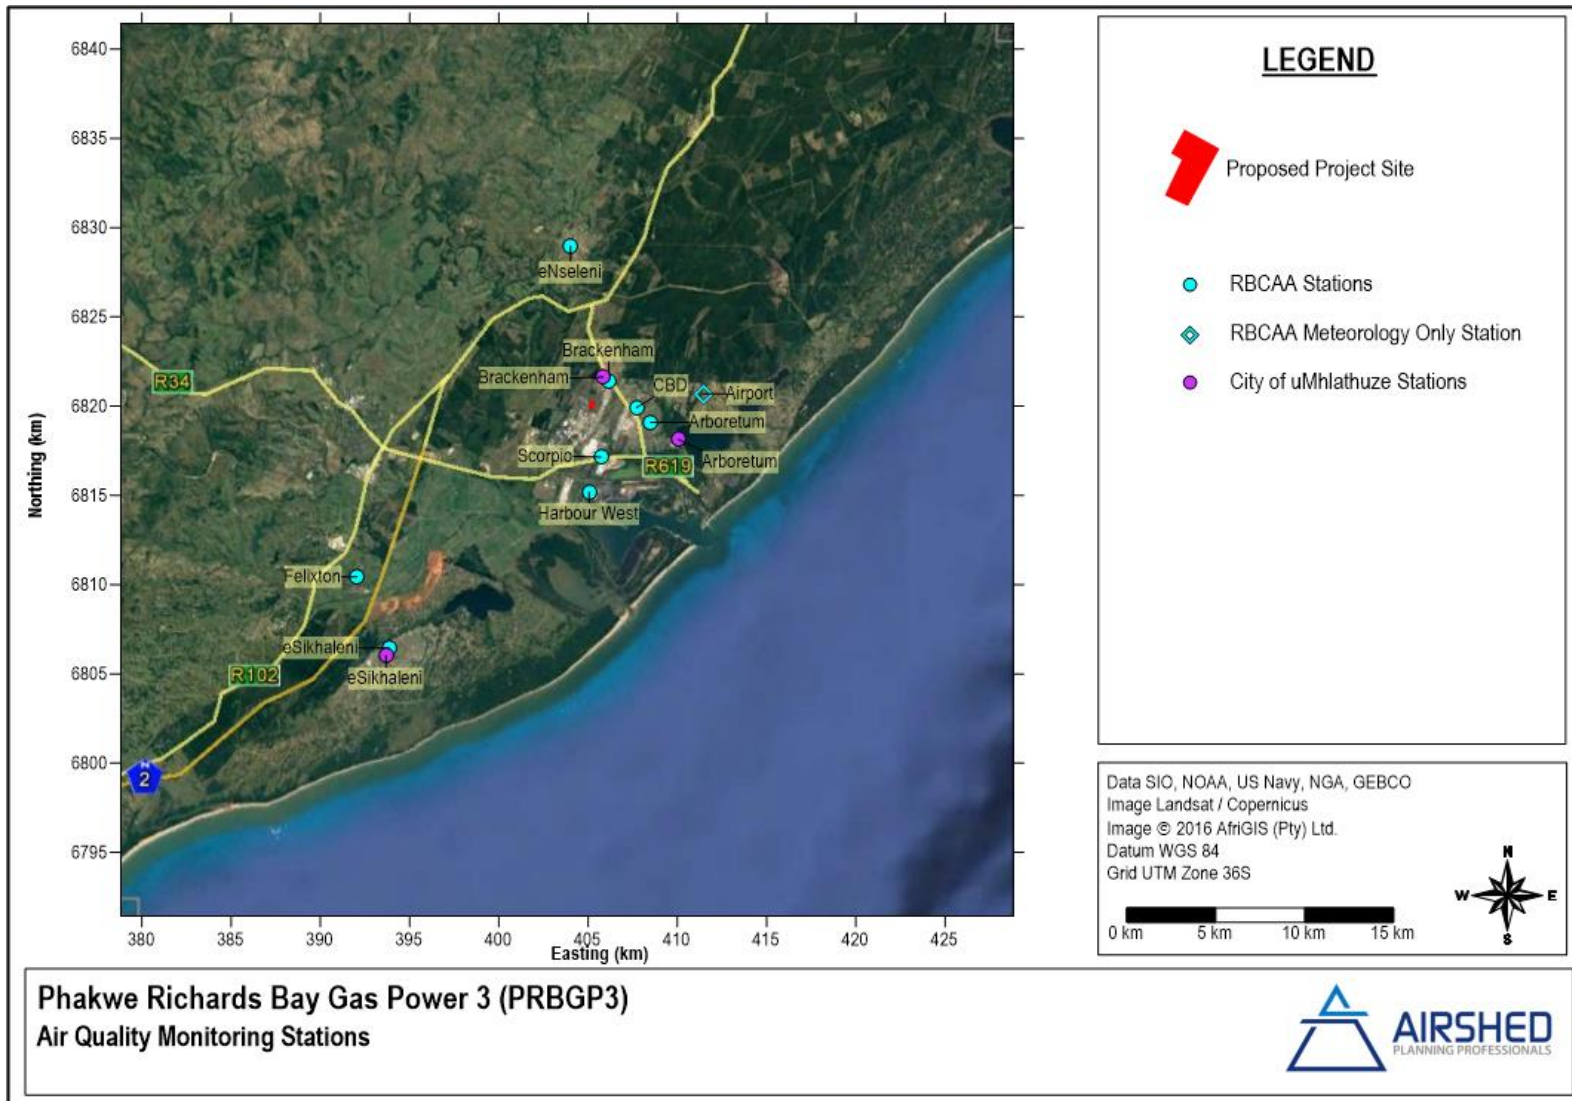 6840
6835
6830
6825
6820
6815
6810
6805
6800
6795
Northing (km)
380
385
390
395
400
405
410
415
420
425
Easting (km)
eNseleni
Brackenham
Brackenham
CBD
Airport
Arboretum
Arboretum
Scorpio
R619
Harbour West
R34
Felixton
eSikhaleni
eSikhaleni
R102
N
2
LEGEND
Proposed Project Site
RBCAA Stations
RBCAA Meteorology Only Station
City of uMhlathuze Stations
Data SIO, NOAA, US Navy, NGA, GEBCO
Image Landsat / Copernicus
Image © 2016 AfriGIS (Pty) Ltd.
Datum WGS 84
Grid UTM Zone 36S
N
W E
S
0 km 5 km 10 km 15 km
Phakwe Richards Bay Gas Power 3 (PRBGP3)
Air Quality Monitoring Stations
AIRSHED
PLANNING PROFESSIONALS